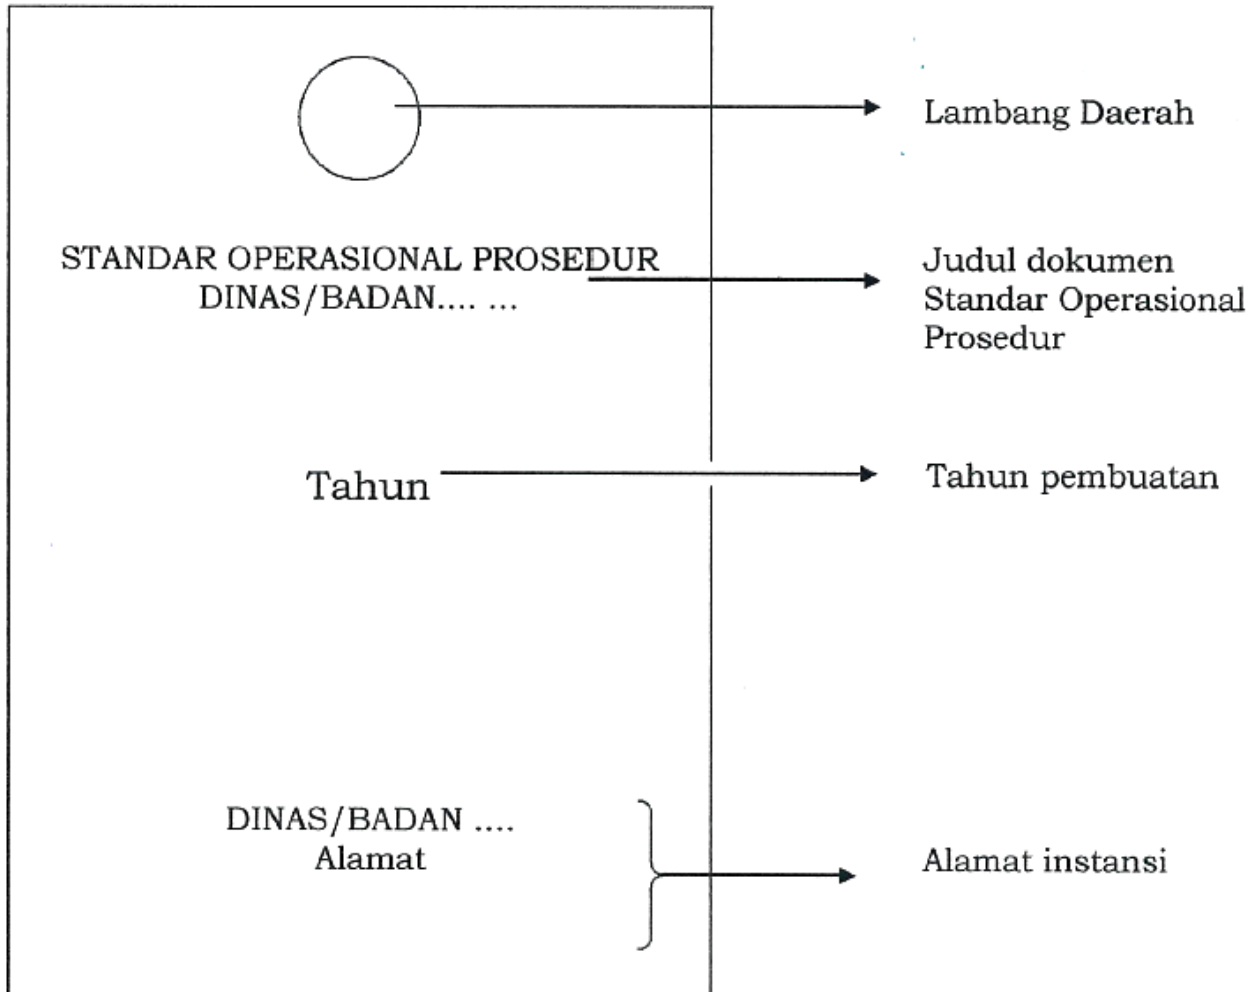 Lambang Daerah
STANDAR OPERASIONAL PROSEDUR
DINAS/BADAN.... ...
Judul dokumen
Standar Operasional
Prosedur
Tahun
Tahun pembuatan
DINAS/BADAN ....
Alamat
Alamat instansi